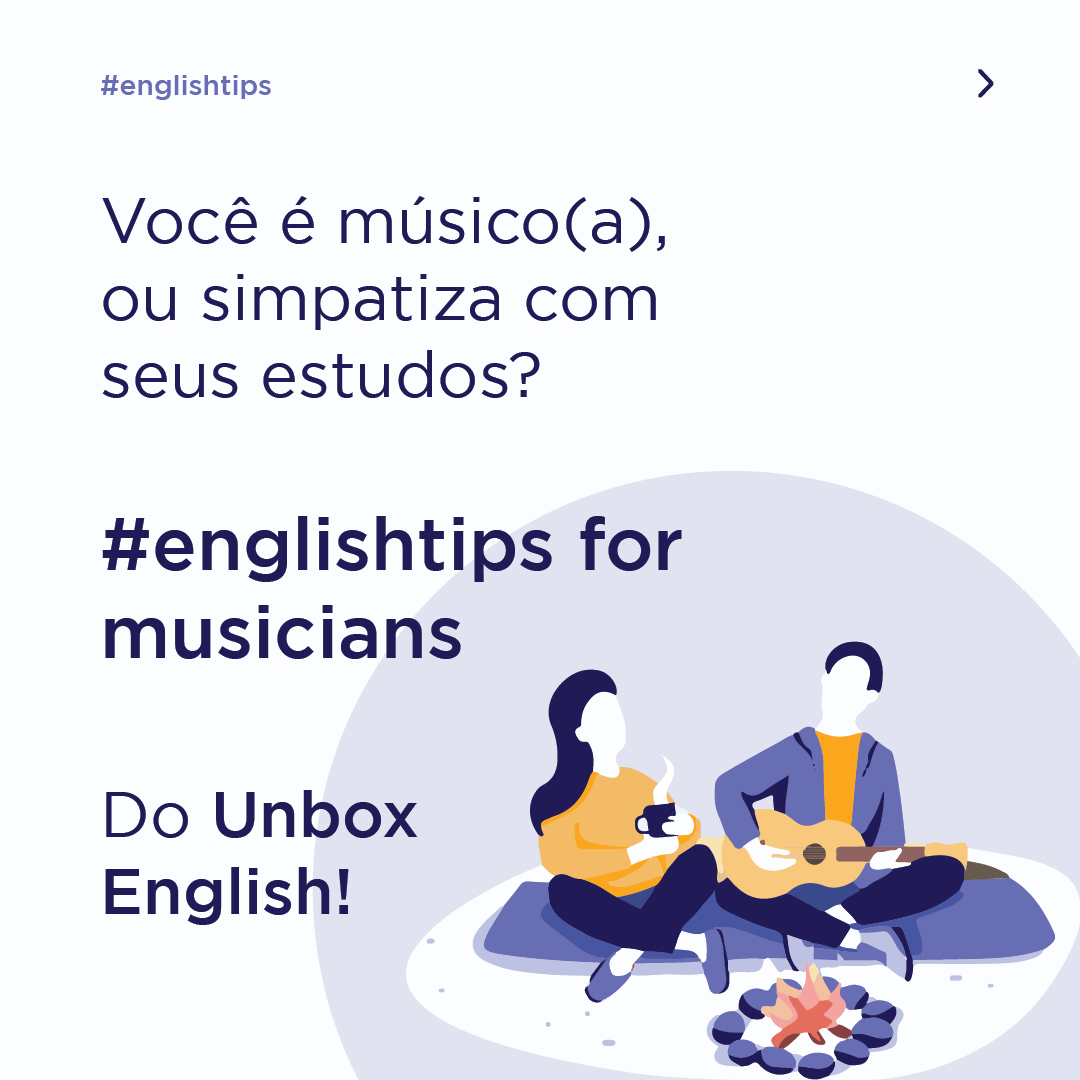 #englishtips
Você é músico(a),
ou simpatiza com
seus estudos?
#englishtips for
musicians
Do Unbox
English!